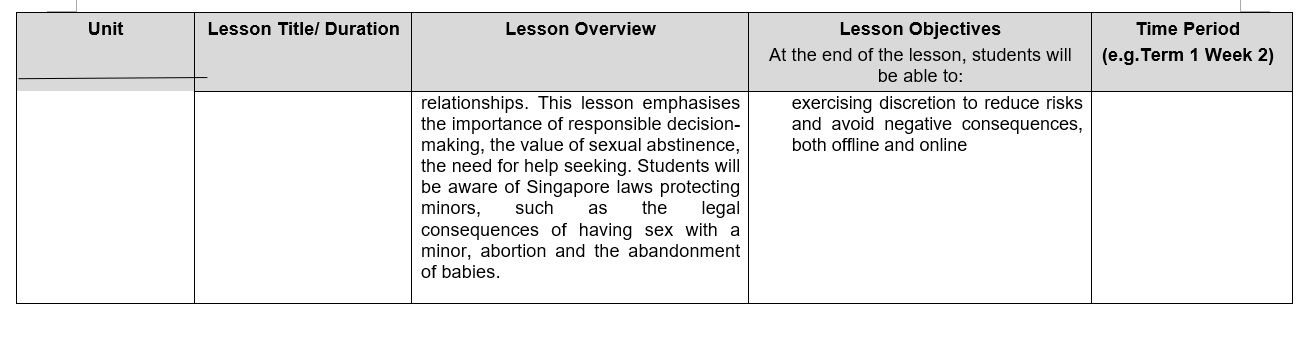 Unit
Lesson Title/ Duration
Lesson Overview
Lesson Objectives
At the end of the lesson, students will
be able to:
Time Period
(e.g.Term 1 Week 2)
relationships. This lesson emphasises
the importance of responsible decision-
making, the value of sexual abstinence,
the need for help seeking. Students will
be aware of Singapore laws protecting
minors, such as the legal
consequences of having sex with a
minor, abortion and the abandonment
of babies.
exercising discretion to reduce risks
and avoid negative consequences,
both offline and online